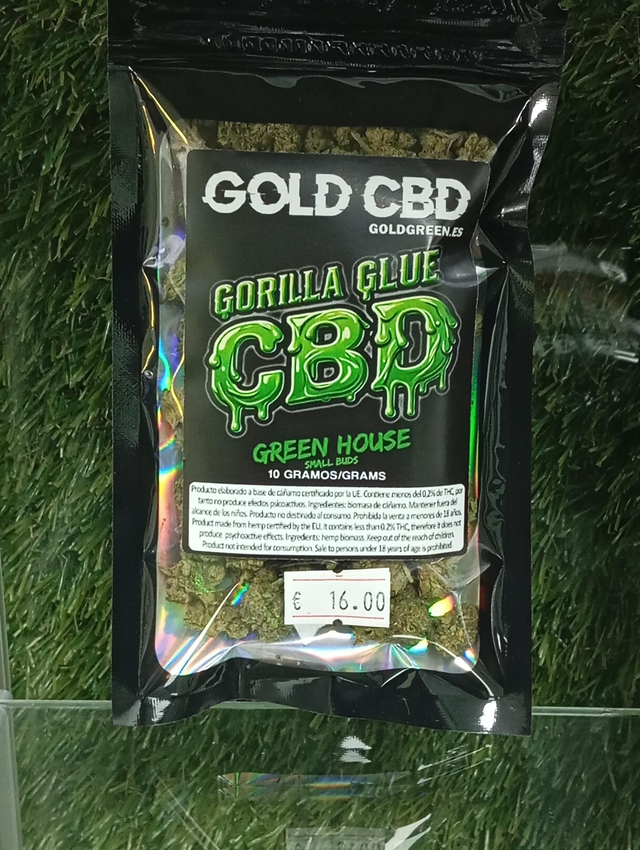 GOLD CBD
GOLDGREEN.ES
GORILLA GLUE
CBD
GREEN HOUSE
SMALL BUDS
10 GRAMOS/GRAMS
Producto elaborado a base de cáñamo certificado por la UE. Contiene menos del 0.2% de THC, por
tanto no produce efectos psicoactivos. Ingredientes: biomasa de cáñamo, Mantener fuera del
alcance de los niños. Producto no destinado al consumo. Prohibida la venta a menores de 18 años.
Product made from hemp certified by the EU. It contains less than 0.2% THC, therefore it does not
produce psychoactive effects. Ingredients: hemp biomass. Keep out of the reach of children.
Product not intended for consumption. Sale to persons under 18 years of age is prohibited
€ 16.00